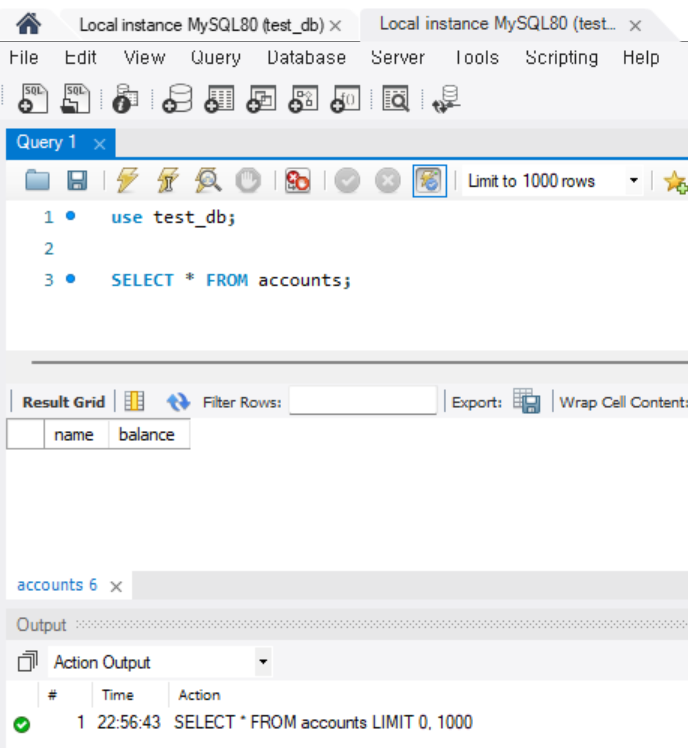 Local instance MySQL80 (test_db) × Local instance MySQL80 (test... ×
File Edit View Query Database Server Tools Scripting Help
Query 1 ×
Limit to 1000 rows
1 use test_db;
2
3 SELECT * FROM accounts;
Result Grid Filter Rows: Export: Wrap Cell Content:
name balance
accounts 6 ×
Output
Action Output
# Time Action
1 22:56:43 SELECT * FROM accounts LIMIT 0, 1000